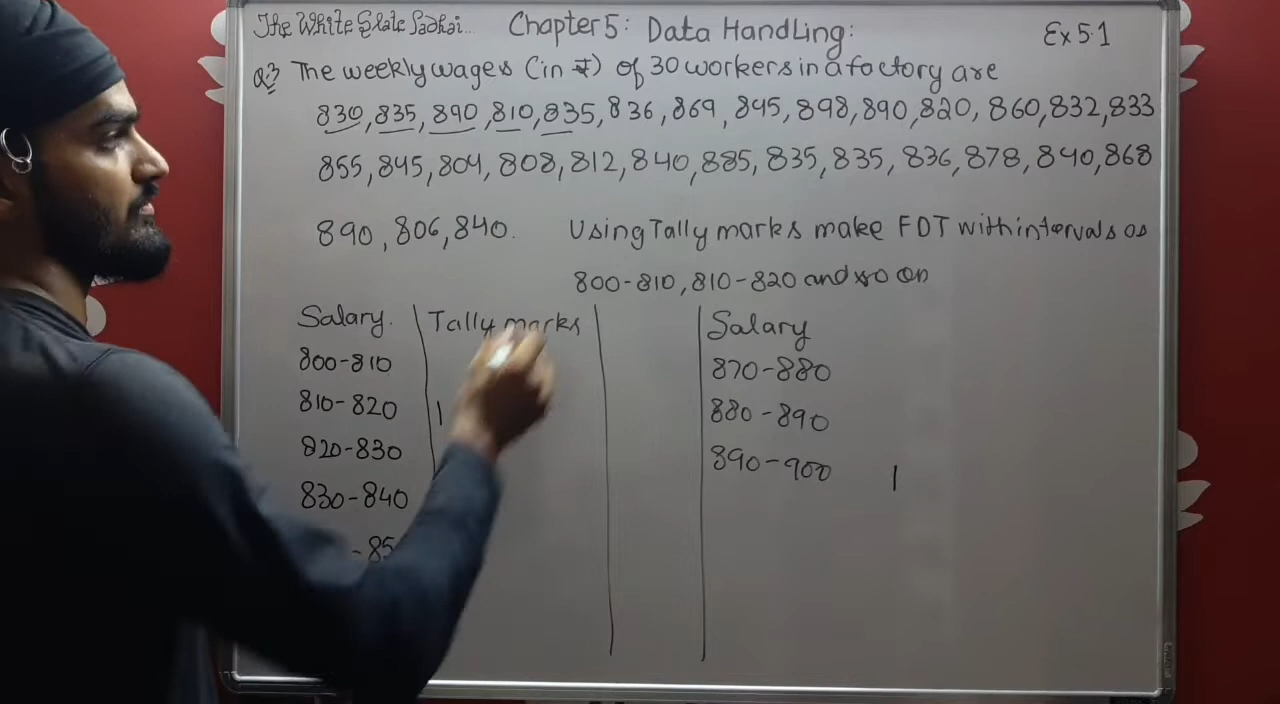 The White Slate Padhai... Chapter 5: Data Handling: Ex 5.1
Q3 The weekly wages (in ₹) of 30 workers in a factory are
830, 835, 890, 810, 835, 836, 869, 845, 898, 890, 820, 860, 832, 833
855, 845, 804, 808, 812, 840, 885, 835, 835, 836, 878, 840, 868
890, 806, 840. Using Tally marks make FDT with intervals as
800-810, 810-820 and so on
Salary. Tally marks Salary
800-810 870-880
810-820 | 880-890
820-830 890-900 |
830-840
-85